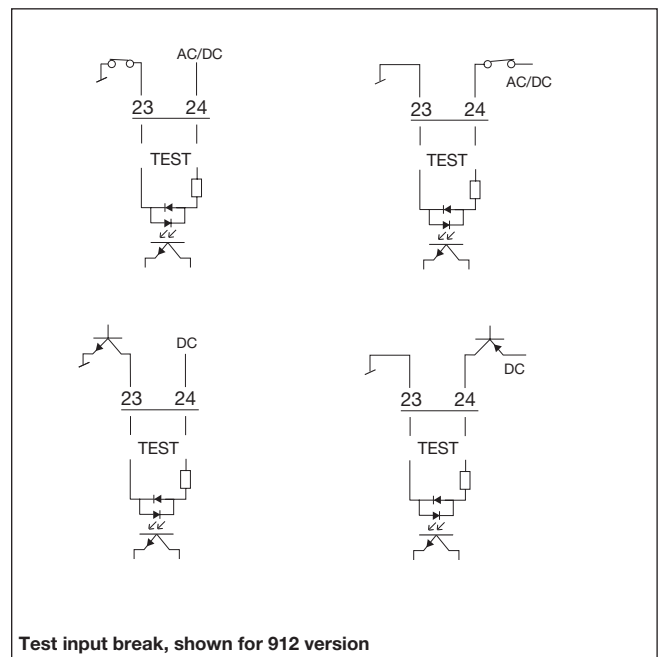 AC/DC
23 24
TEST
AC/DC
23 24
TEST
DC
23 24
TEST
DC
23 24
TEST
Test input break, shown for 912 version